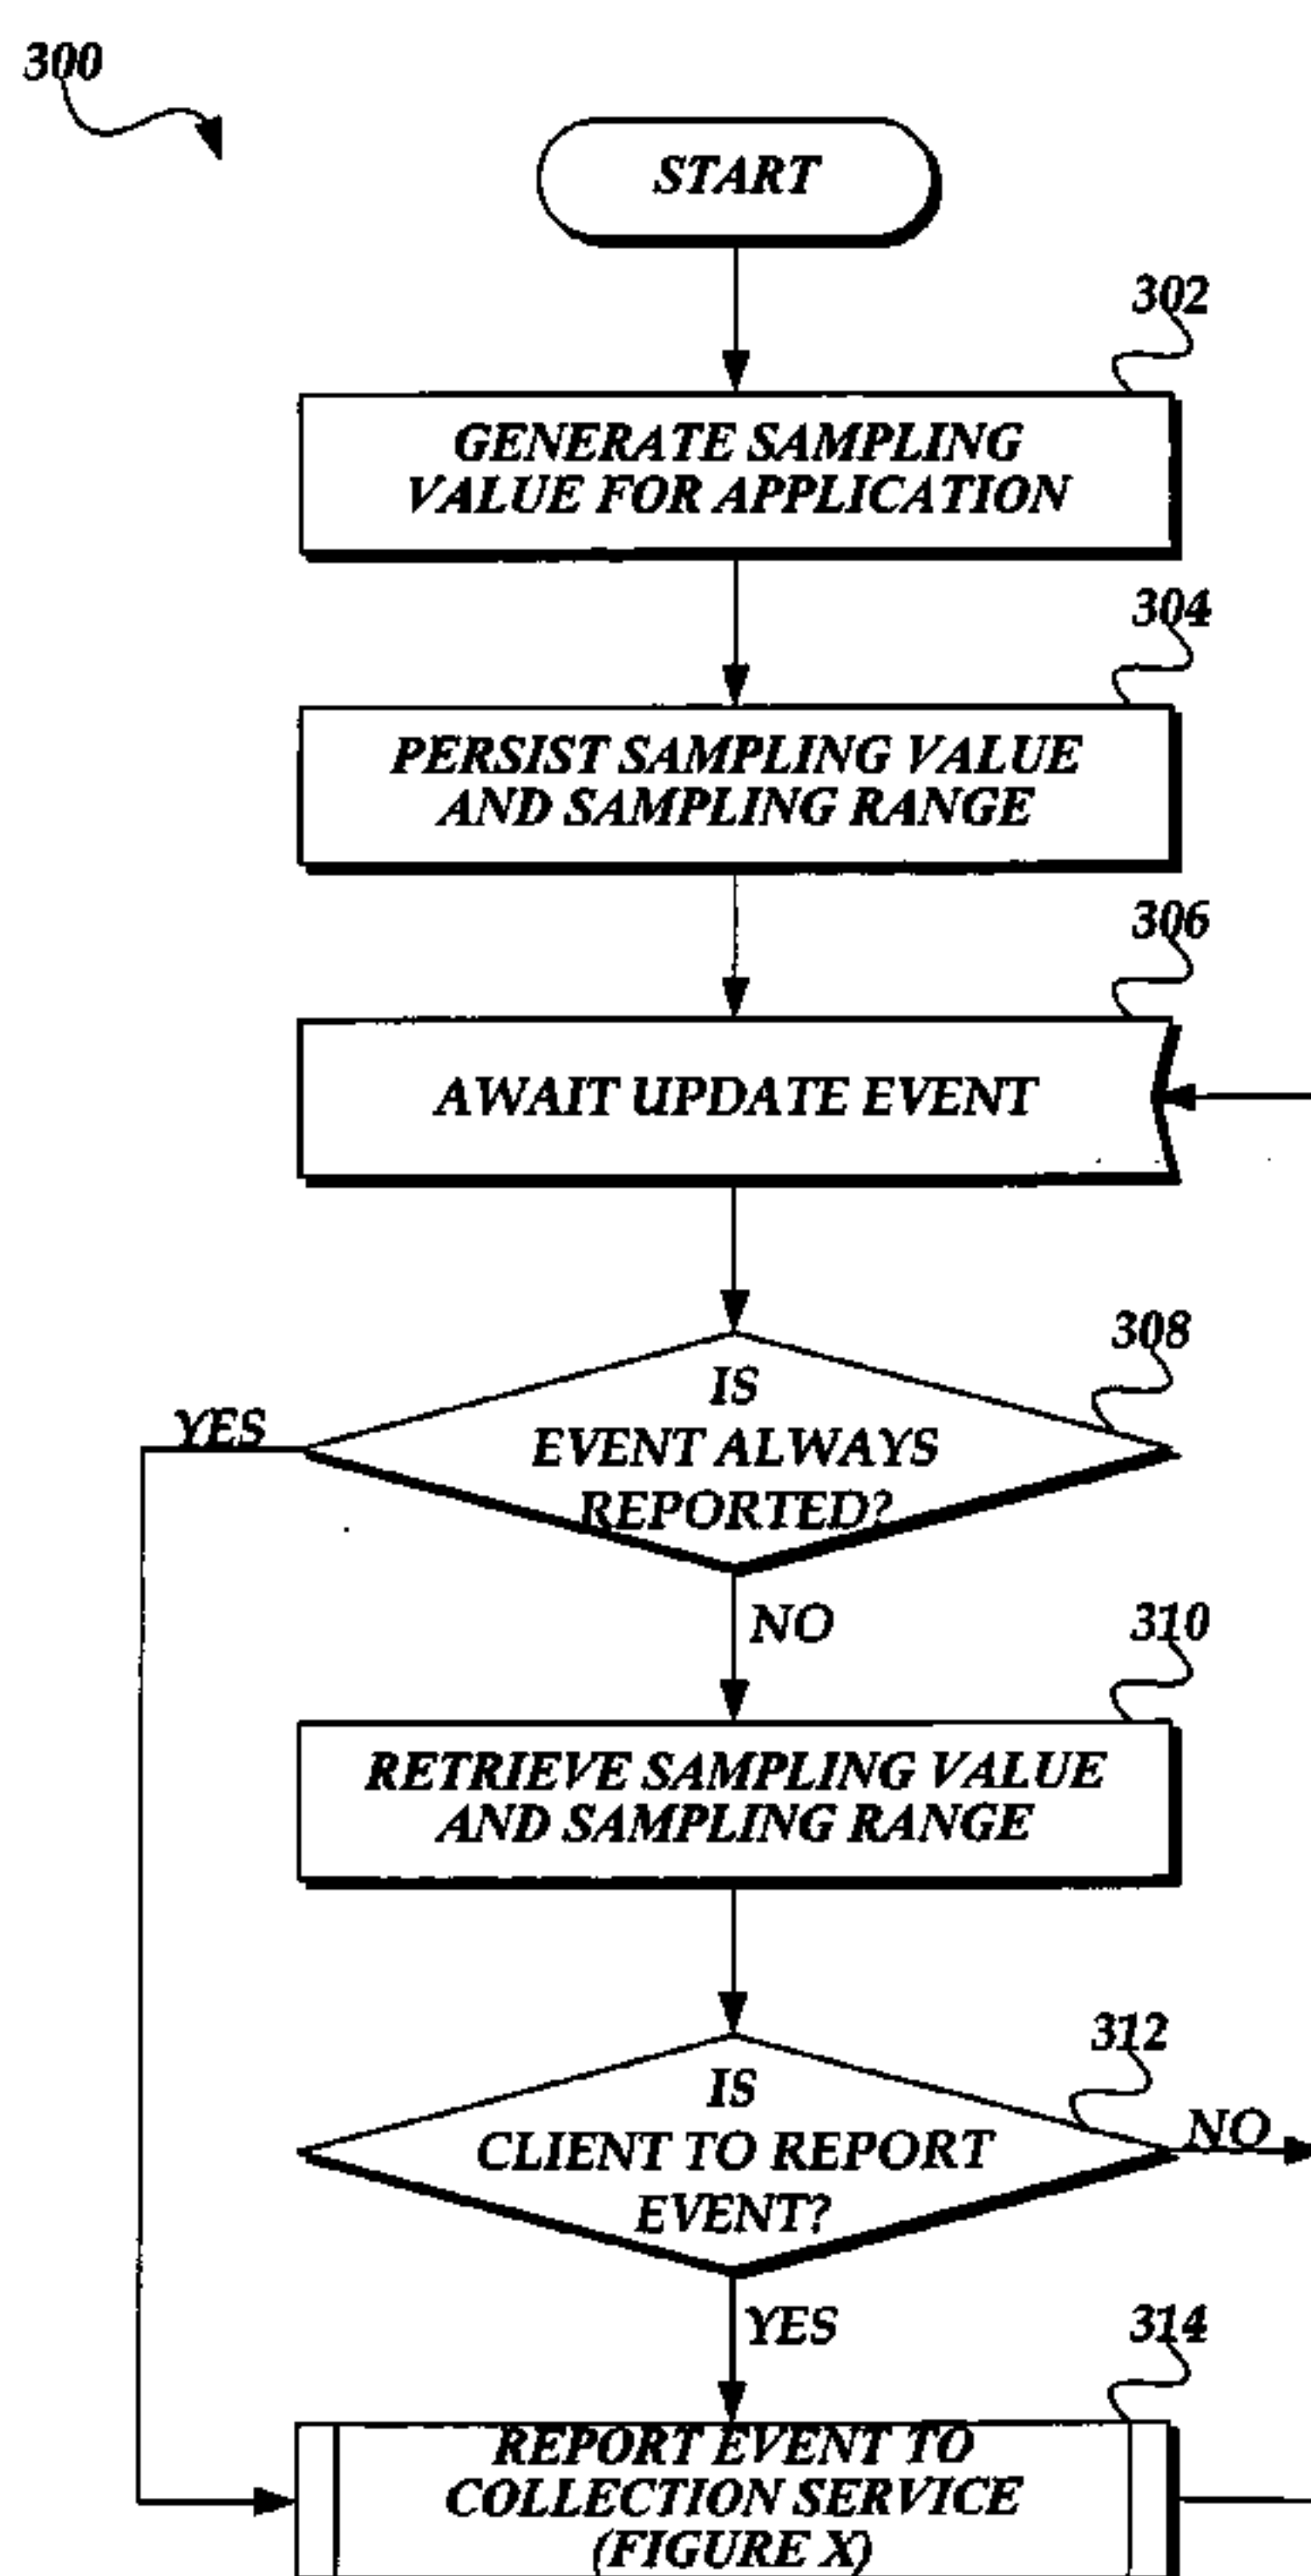 300
START
302
GENERATE SAMPLING
VALUE FOR APPLICATION
304
PERSIST SAMPLING VALUE
AND SAMPLING RANGE
306
AWAIT UPDATE EVENT
308
IS
EVENT ALWAYS
REPORTED?
YES
NO
310
RETRIEVE SAMPLING VALUE
AND SAMPLING RANGE
312
IS
CLIENT TO REPORT
EVENT?
NO
YES
314
REPORT EVENT TO
COLLECTION SERVICE
(FIGURE X)